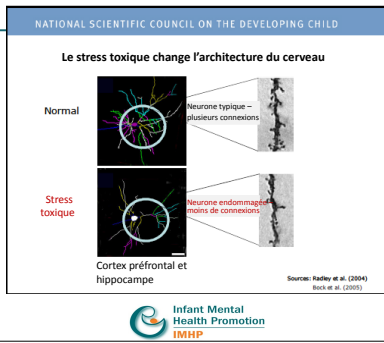 NATIONAL SCIENTIFIC COUNCIL ON THE DEVELOPING CHILD
Le stress toxique change l'architecture du cerveau
Normal
Neurone typique –
plusieurs connexions
Stress
toxique
Neurone endommagée
moins de connexions
Cortex préfrontal et
hippocampe
Sources: Radley et al. (2004)
Bock et al. (2005)
Infant Mental
Health Promotion
IMHP